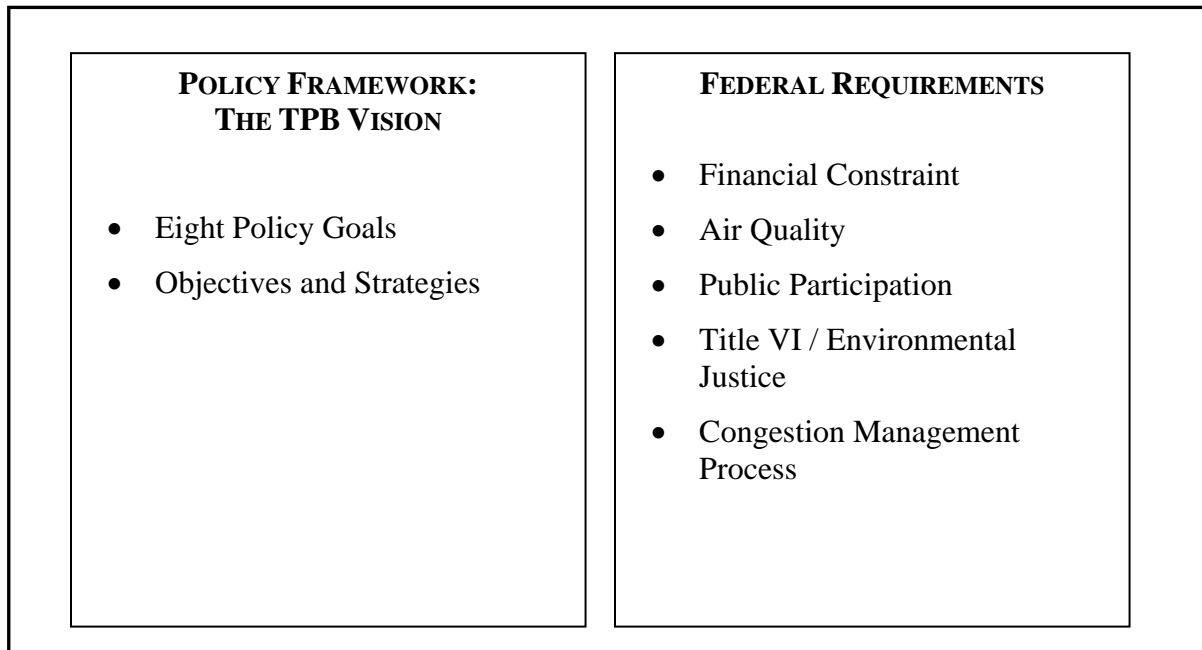 POLICY FRAMEWORK:
THE TPB VISION
• Eight Policy Goals
• Objectives and Strategies
FEDERAL REQUIREMENTS
• Financial Constraint
• Air Quality
• Public Participation
• Title VI / Environmental
Justice
• Congestion Management
Process